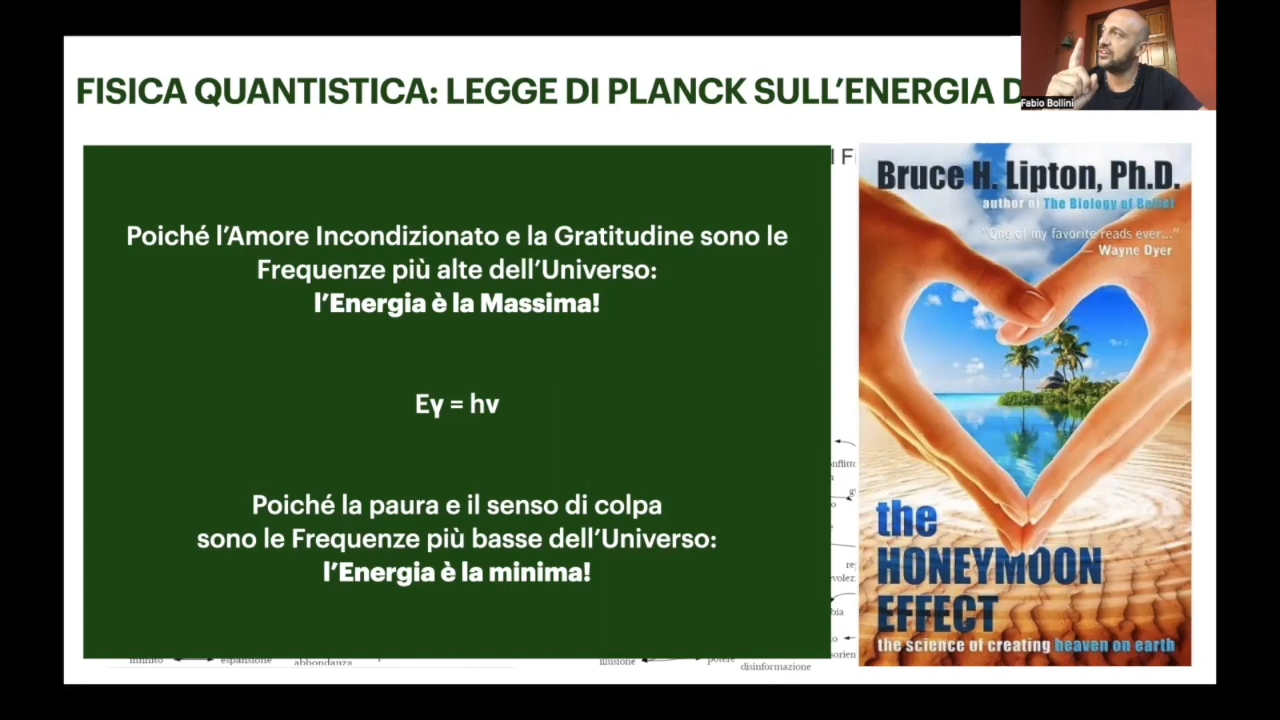 FISICA QUANTISTICA: LEGGE DI PLANCK SULL'ENERGIA D
Fabio Bollini
Poiché l'Amore Incondizionato e la Gratitudine sono le
Frequenze più alte dell'Universo:
l'Energia è la Massima!
Eγ = hν
Poiché la paura e il senso di colpa
sono le Frequenze più basse dell'Universo:
l'Energia è la minima!
Bruce H. Lipton, Ph.D.
author of The Biology of Belief
"One of my favorite reads ever..."
— Wayne Dyer
the
HONEYMOON
EFFECT
the science of creating heaven on earth
infinito
espansione
abbondanza
illusione
potere
disinformazione